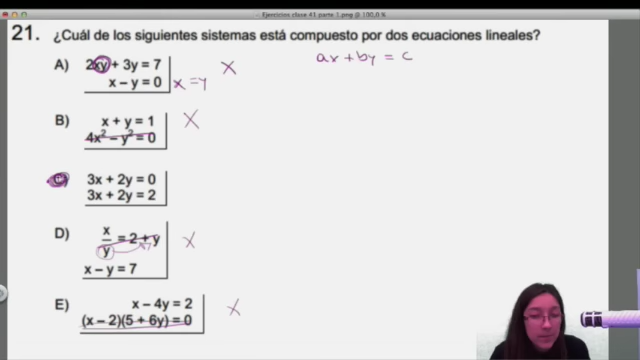 Ejercicios clase 41 parte 1.png @ 100,0 %
21. ¿Cuál de los siguientes sistemas está compuesto por dos ecuaciones lineales?
ax + by = c
A) 2xy + 3y = 7 X
x – y = 0 x = y
B) x + y = 1 X
4x² – y² = 0
C) 3x + 2y = 0
3x + 2y = 2
D) x/y = 2 + y X
x – y = 7
E) x – 4y = 2 X
(x – 2)(5 + 6y) = 0